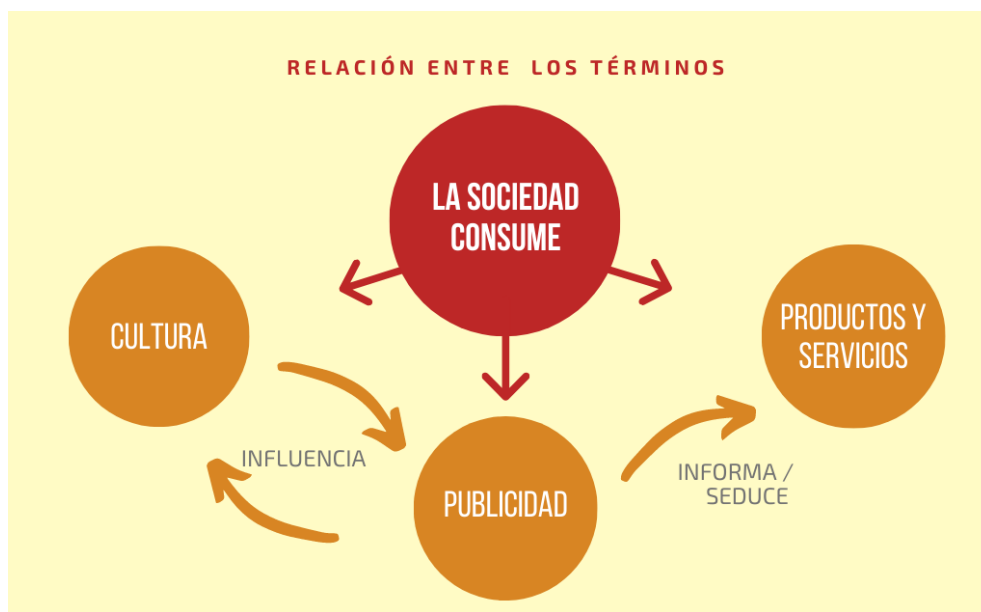 RELACIÓN ENTRE LOS TÉRMINOS
LA SOCIEDAD
CONSUME
CULTURA
PRODUCTOS Y
SERVICIOS
INFLUENCIA
PUBLICIDAD
INFORMA /
SEDUCE